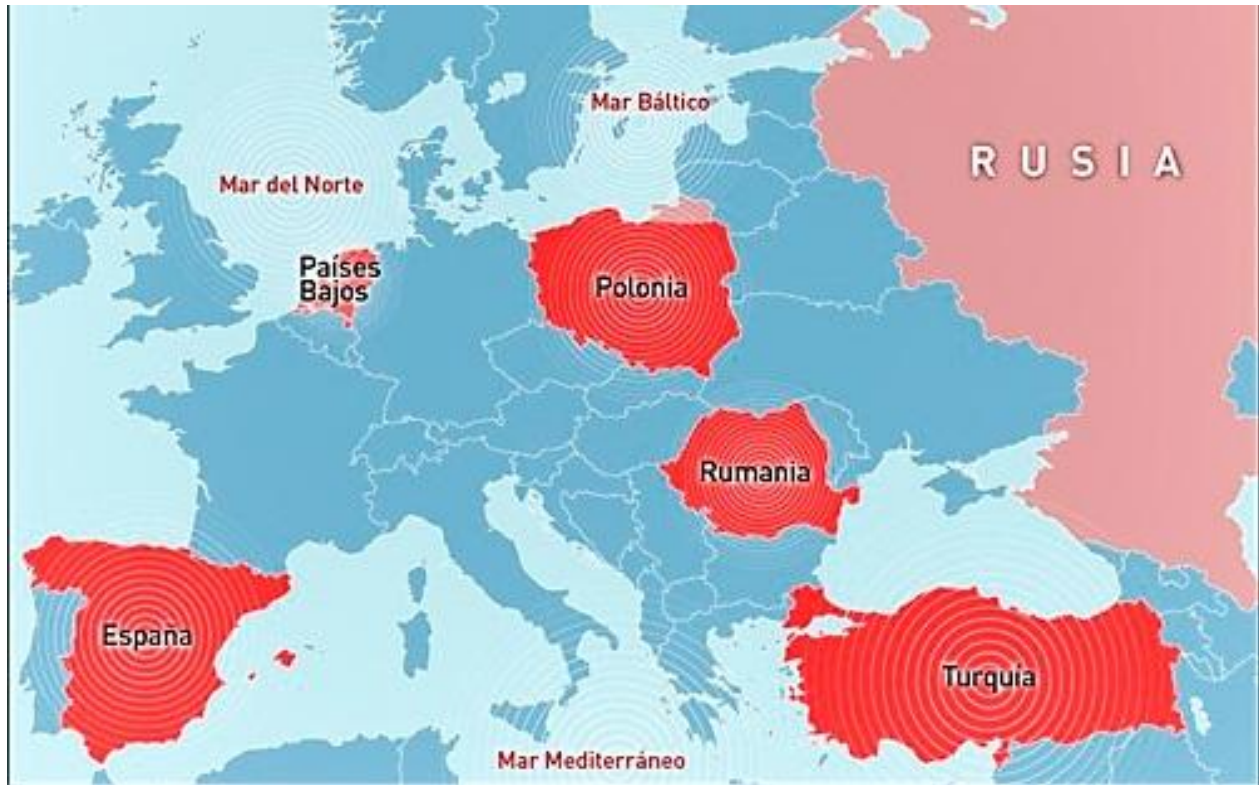 Mar Báltico
RUSIA
Mar del Norte
Países
Bajos
Polonia
Rumania
España
Turquía
Mar Mediterráneo